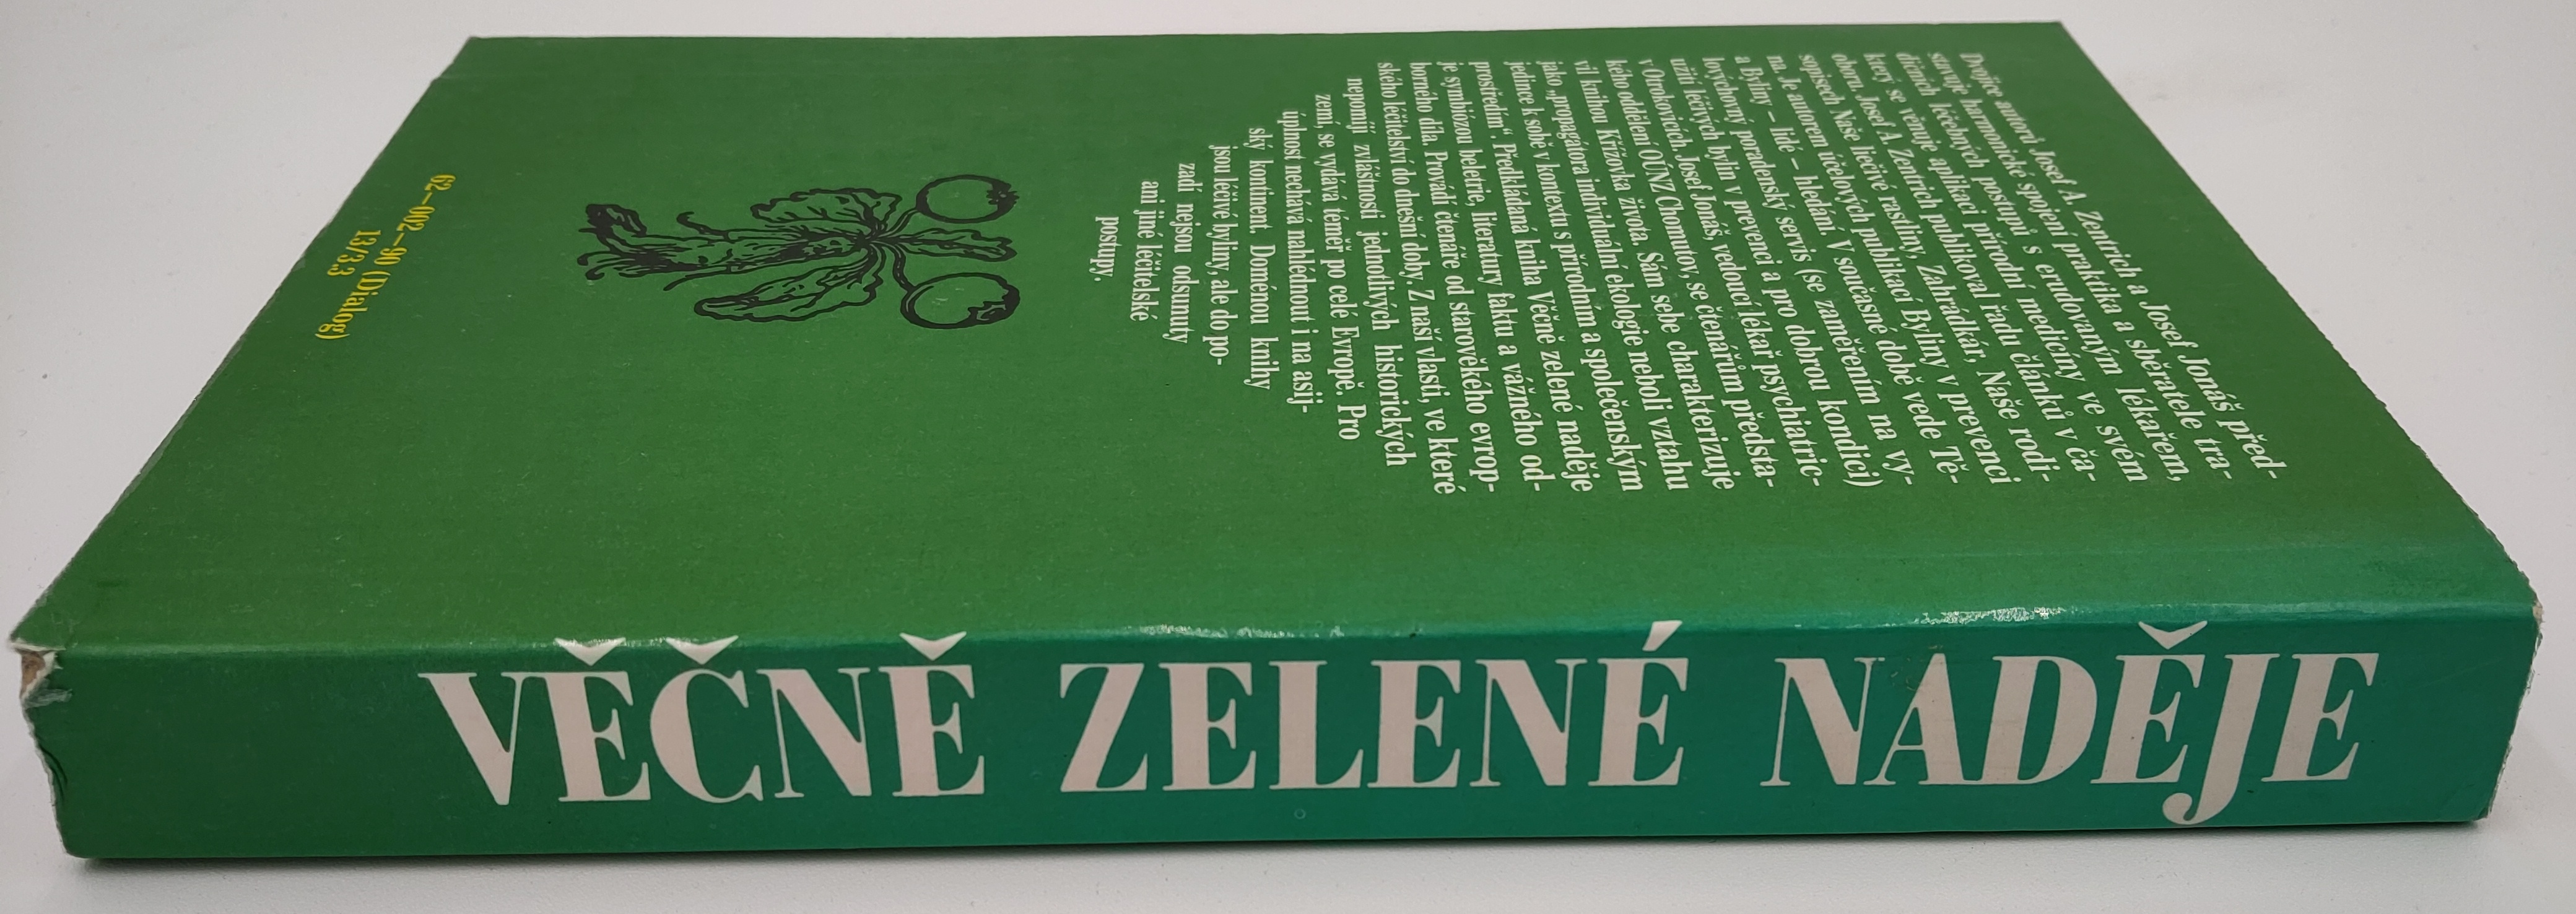 VĚČNĚ ZELENÉ NADĚJE
Dvojice autorů Josef A. Zentrich a Josef Jonáš před-
stavuje harmonické spojení praktika a sběratele tra-
dičních léčebných postupů s erudovaným lékařem,
který se věnuje aplikaci přírodní medicíny ve svém
oboru. Josef A. Zentrich publikoval řadu článků v ča-
sopisech Naše liečivé rastliny, Zahrádkář, Naše rodi-
na. Je autorem účelových publikací Byliny v prevenci
a Byliny – lidé – hledání. V současné době vede Tě-
lovýchovný poradenský servis (se zaměřením na vy-
užití léčivých bylin v prevenci a pro dobrou kondici)
v Otrokovicích. Josef Jonáš, vedoucí lékař psychiatric-
kého oddělení OÚNZ Chomutov, se čtenářům předsta-
vil knihou Křížovka života. Sám sebe charakterizuje
jako „propagátora individuální ekologie neboli vztahu
jedince k sobě v kontextu s přírodním a společenským
prostředím“. Předkládaná kniha Věčně zelené naděje
je symbiózou beletrie, literatury faktu a vážného od-
borného díla. Provádí čtenáře od starověkého evrop-
ského léčitelství do dnešní doby. Z naší vlasti, ve které
nepomíjí zvláštnosti jednotlivých historických
zemí, se vydává téměř po celé Evropě. Pro
úplnost nechává nahlédnout i na asij-
ský kontinent. Doménou knihy
jsou léčivé byliny, ale do po-
zadí nejsou odsunuty
ani jiné léčitelské
postupy.
62–002–90 (Dialog)
13/3.3